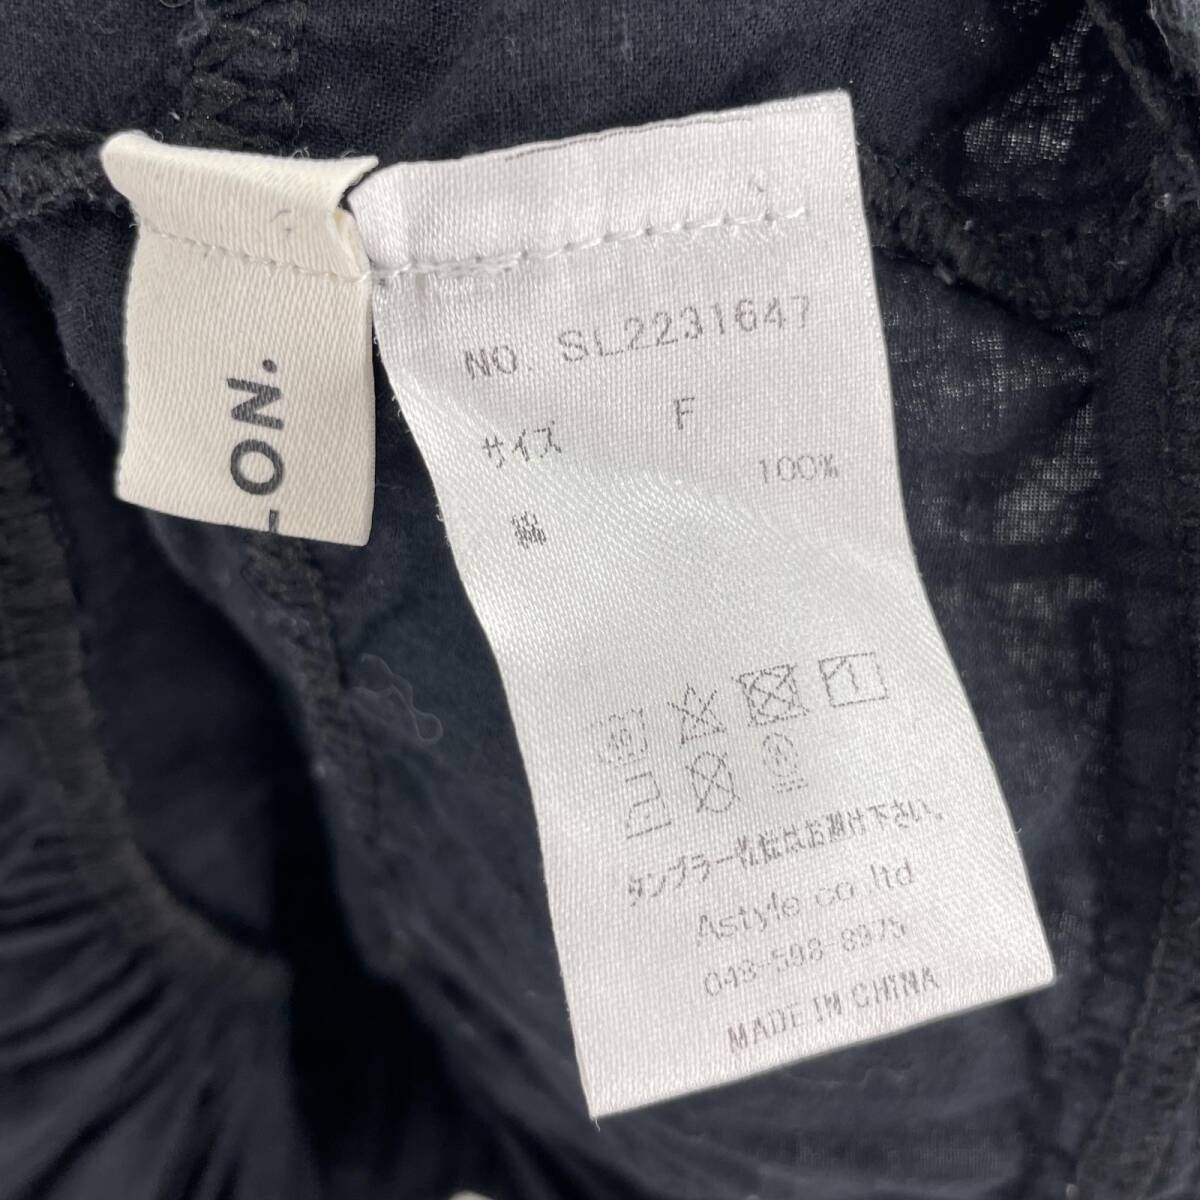 -ON.
NO. SL2231647
サイズ F
綿 100%
タンブラー乾燥はお避け下さい。
Astyle co.,ltd
048-598-8975
MADE IN CHINA